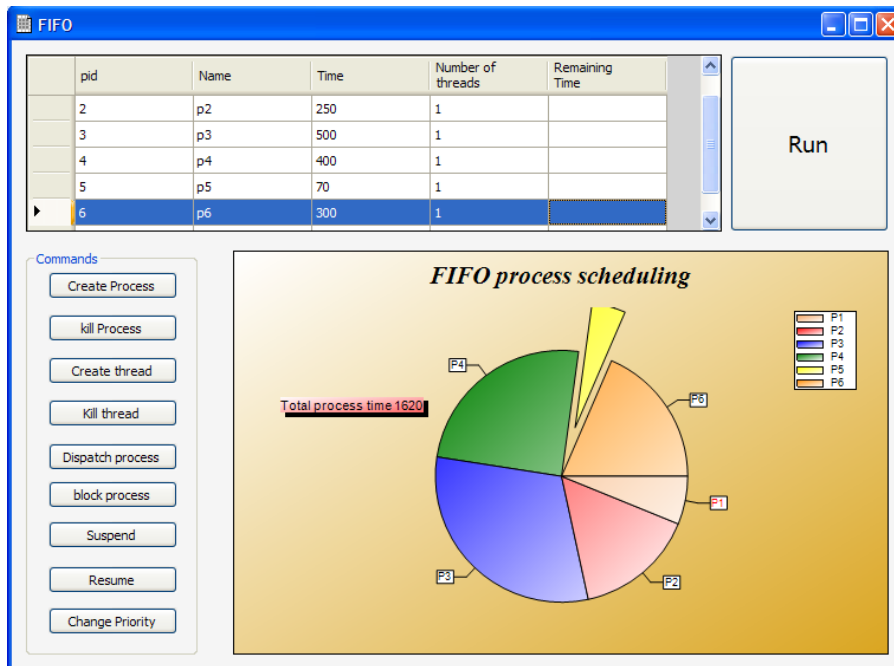 FIFO
pid Name Time Number of threads Remaining Time
2 p2 250 1
3 p3 500 1
4 p4 400 1
5 p5 70 1
6 p6 300 1
Run
Commands
Create Process
kill Process
Create thread
Kill thread
Dispatch process
block process
Suspend
Resume
Change Priority
FIFO process scheduling
Total process time 1620
P4
P6
P1
P2
P3
P1
P2
P3
P4
P5
P6